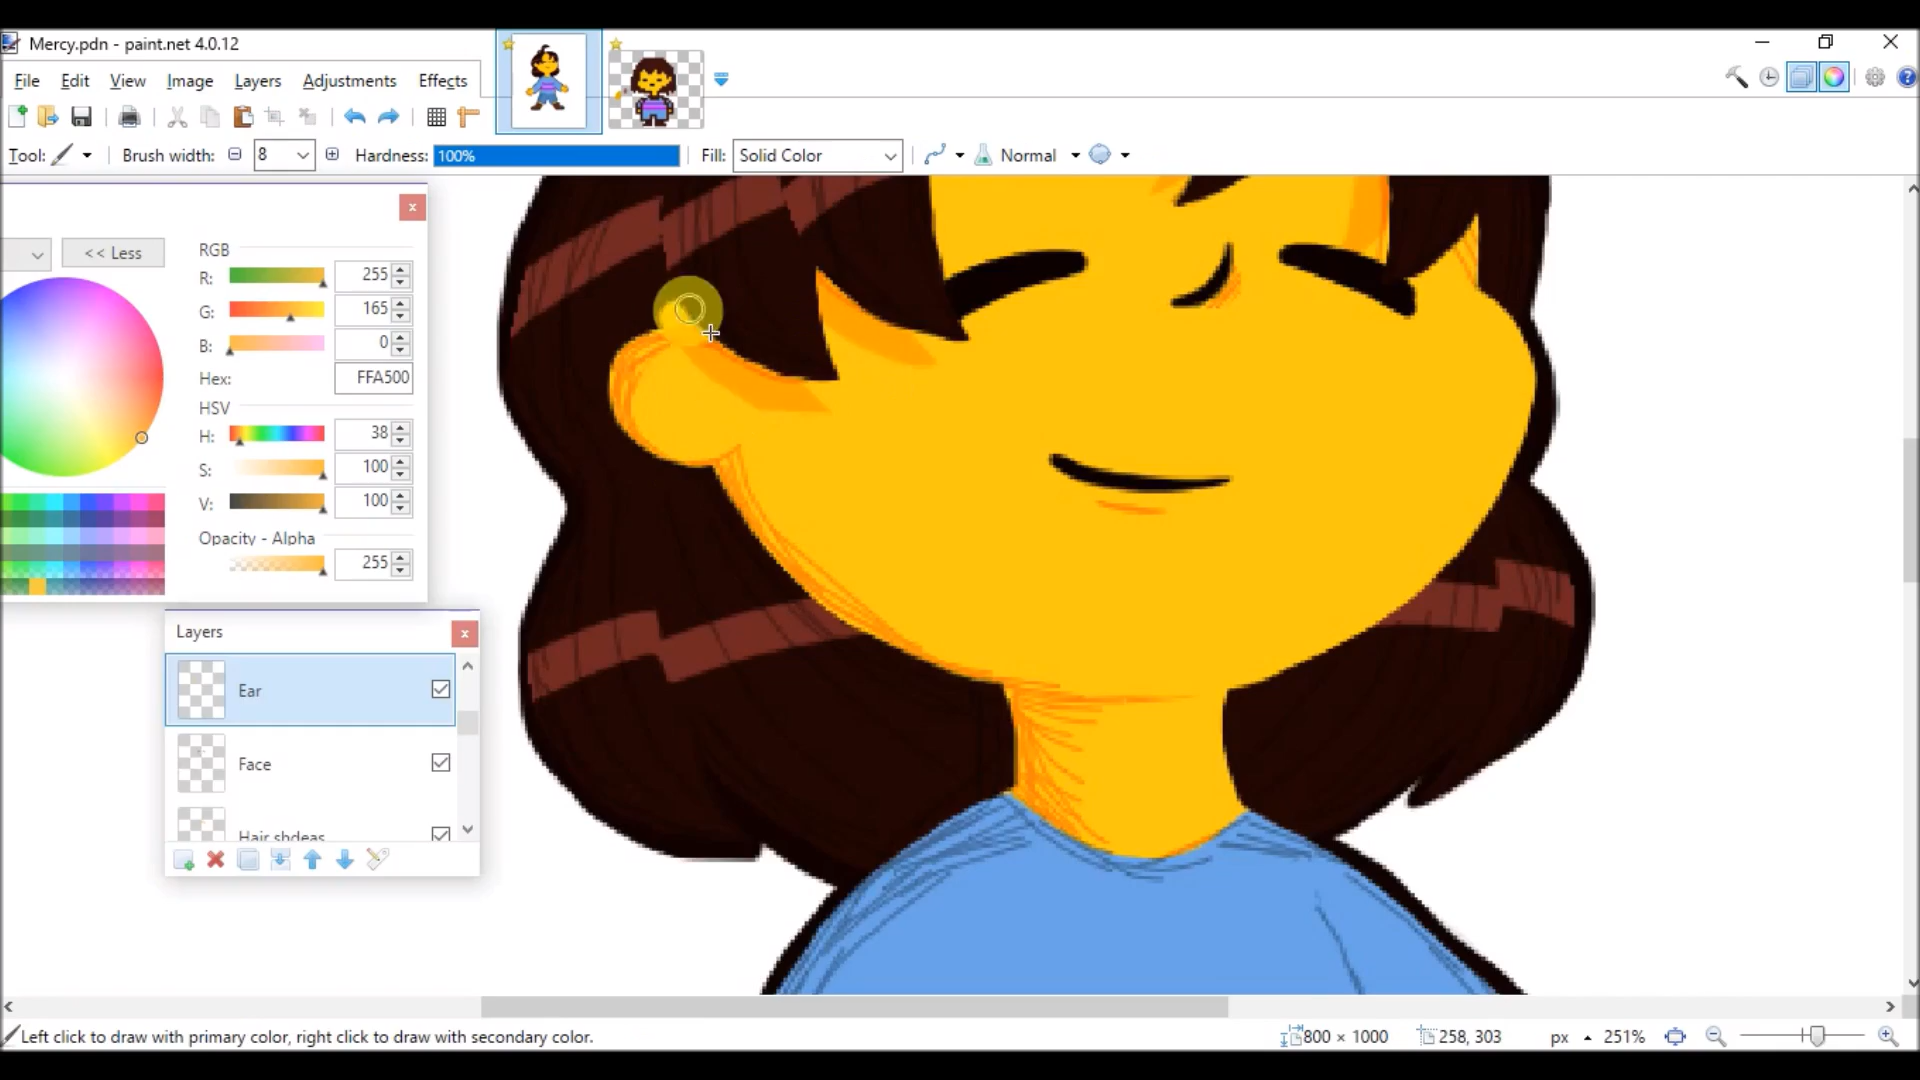 Mercy.pdn - paint.net 4.0.12
File Edit View Image Layers Adjustments Effects
Tool: Brush width: 8 Hardness: 100% Fill: Solid Color Normal
<< Less
RGB
R: 255
G: 165
B: 0
Hex: FFA500
HSV
H: 38
S: 100
V: 100
Opacity - Alpha
255
Layers
Ear
Face
Hair shdeas
Left click to draw with primary color, right click to draw with secondary color. 800 × 1000 258, 303 px 251%